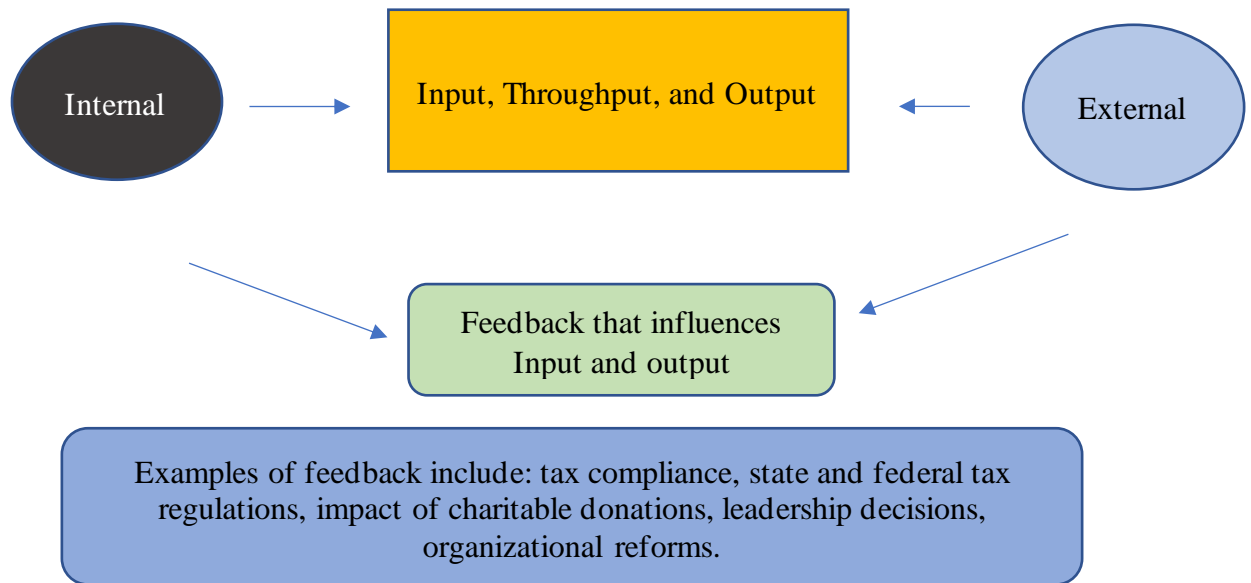 Internal
Input, Throughput, and Output
External
Feedback that influences
Input and output
Examples of feedback include: tax compliance, state and federal tax
regulations, impact of charitable donations, leadership decisions,
organizational reforms.